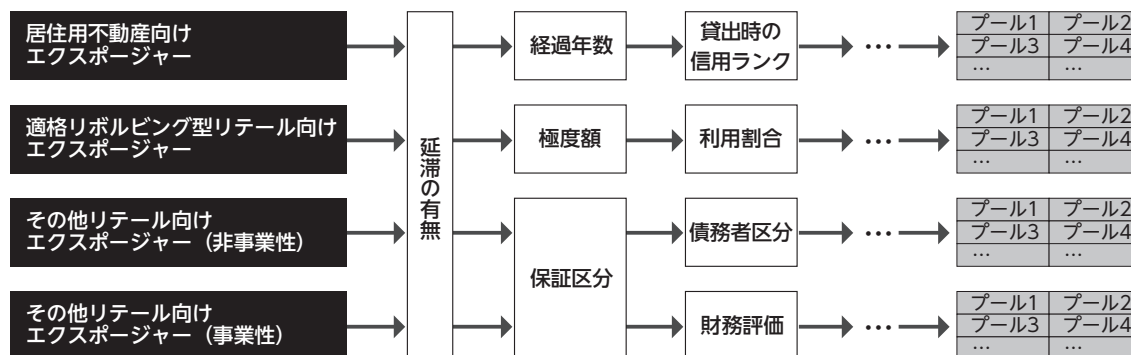 居住用不動産向け
エクスポージャー
経過年数
貸出時の
信用ランク
…
プール1 プール2
プール3 プール4
… …
適格リボルビング型リテール向け
エクスポージャー
延滞の有無
極度額
利用割合
…
プール1 プール2
プール3 プール4
… …
その他リテール向け
エクスポージャー（非事業性）
保証区分
債務者区分
…
プール1 プール2
プール3 プール4
… …
その他リテール向け
エクスポージャー（事業性）
財務評価
…
プール1 プール2
プール3 プール4
… …